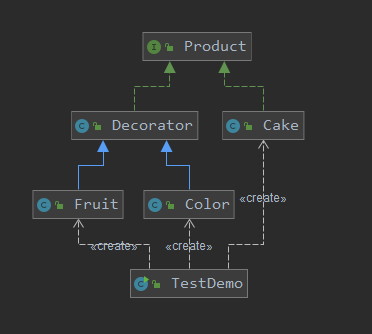 I Product
C Decorator
C Cake
«create»
C Fruit
C Color
«create»
«create»
C TestDemo